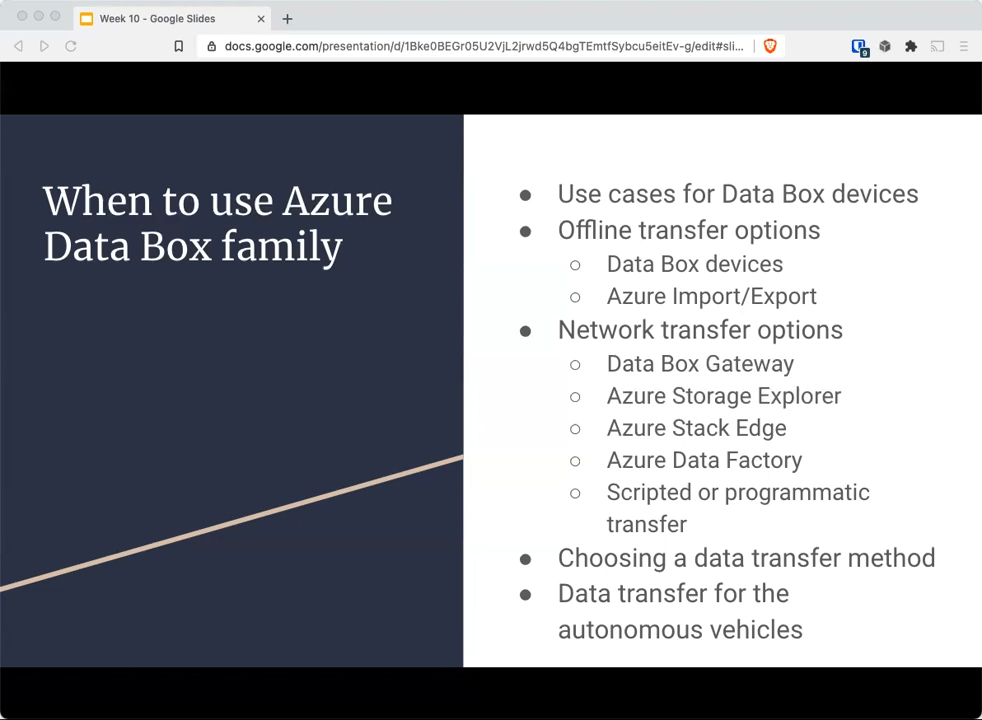 Week 10 - Google Slides
docs.google.com/presentation/d/1Bke0BEGr05U2VjL2jrwd5Q4bgTEmtfSybcu5eitEv-g/edit#sli...
9
When to use Azure
Data Box family
● Use cases for Data Box devices
● Offline transfer options
○ Data Box devices
○ Azure Import/Export
● Network transfer options
○ Data Box Gateway
○ Azure Storage Explorer
○ Azure Stack Edge
○ Azure Data Factory
○ Scripted or programmatic
transfer
● Choosing a data transfer method
● Data transfer for the
autonomous vehicles